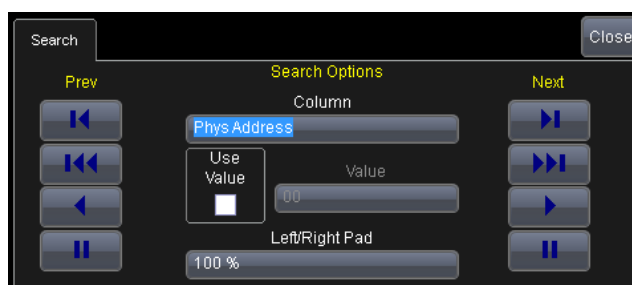 Search
Close
Prev
Search Options
Next
Column
Phys Address
Use
Value
Value
00
Left/Right Pad
100 %